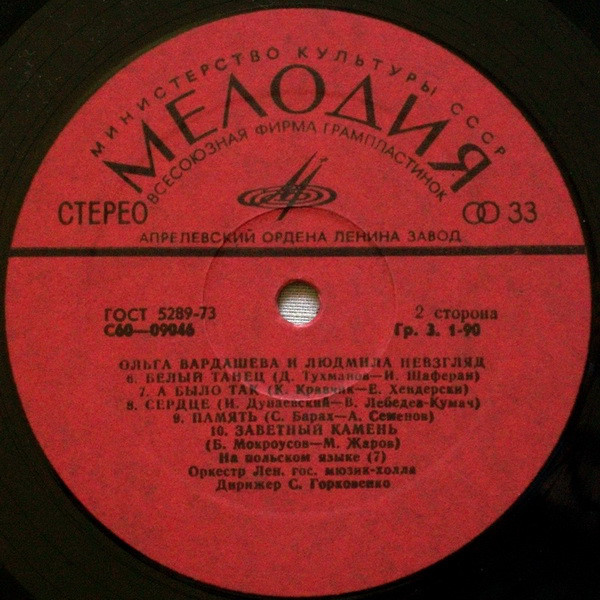 МИНИСТЕРСТВО КУЛЬТУРЫ СССР
МЕЛОДИЯ
ВСЕСОЮЗНАЯ ФИРМА ГРАМПЛАСТИНОК
СТЕРЕО
33
АПРЕЛЕВСКИЙ ОРДЕНА ЛЕНИНА ЗАВОД
ГОСТ 5289-73
2 сторона
С60—09046
Гр. 3. 1-90
ОЛЬГА ВАРДАШЕВА И ЛЮДМИЛА НЕВЗГЛЯД
6. БЕЛЫЙ ТАНЕЦ (Д. Тухманов—И. Шаферан)
7. А БЫЛО ТАК (К. Кравчик—Е. Хендерски)
8. СЕРДЦЕ (И. Дунаевский—В. Лебедев-Кумач)
9. ПАМЯТЬ (С. Барах—А. Семенов)
10. ЗАВЕТНЫЙ КАМЕНЬ
(Б. Мокроусов—М. Жаров)
На польском языке (7)
Оркестр Лен. гос. мюзик-холла
Дирижер С. Горковенко